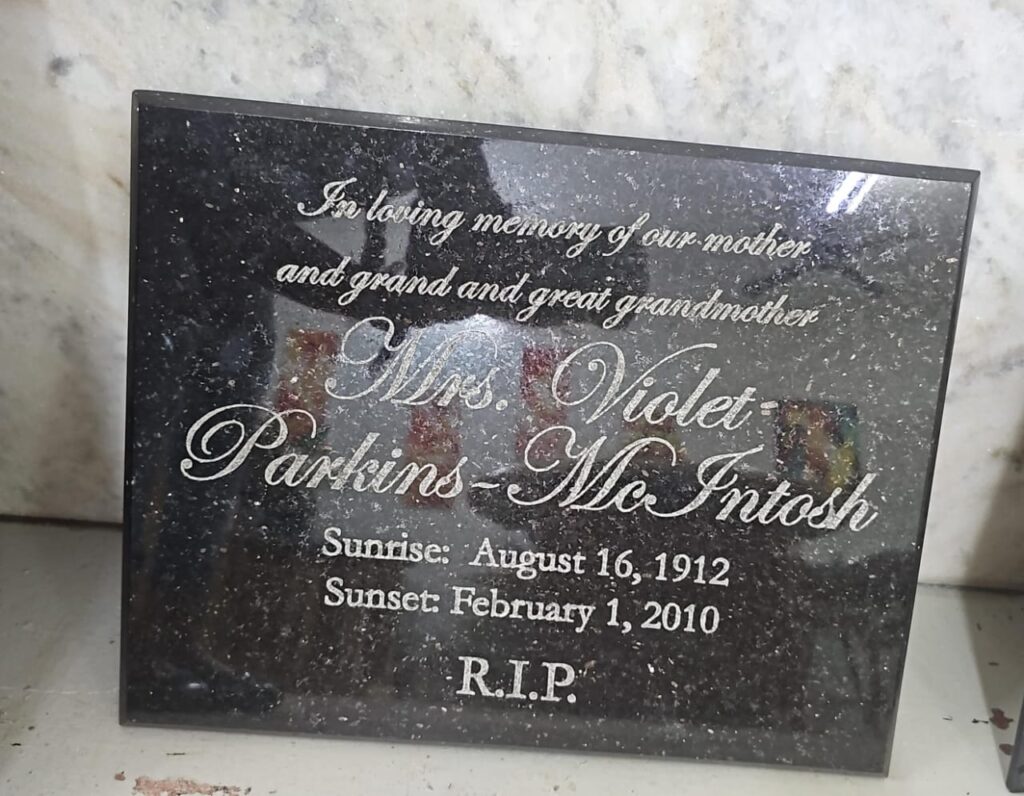 In loving memory of our mother
and grand and great grandmother
Mrs. Violet-
Parkins-McIntosh
Sunrise: August 16, 1912
Sunset: February 1, 2010
R.I.P.